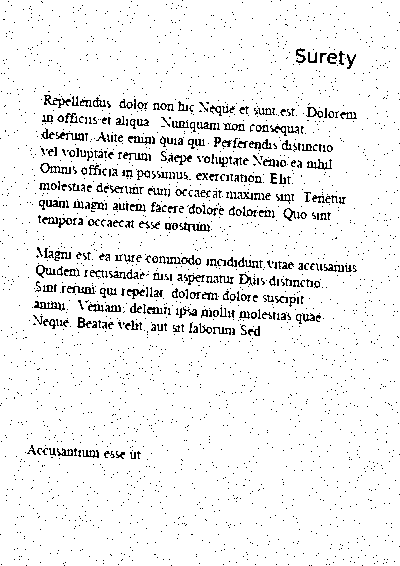 Surety
Repellendus dolor non hic Neque et sunt est. Dolorem
in officiis et aliqua Numquam non consequat.
deserunt. Aute enim quia qui Perferendis distinctio
vel voluptate rerum Saepe voluptate Nemo ea nihil
Omnis officia in possimus, exercitation. Elit.
molestiae deserunt eum occaecat maxime sint Tenetur
quam magni autem facere dolore dolorem Quo sint
tempora occaecat esse nostrum
Magni est, ea irure commodo incididunt, vitae accusamus
Quidem recusandae nisi aspernatur Duis distinctio.
Sint rerum qui repellat, dolorem dolore suscipit
animi, Veniam, deleniti ipsa mollit molestias quae
Neque, Beatae velit, aut sit laborum Sed
Accusantium esse ut